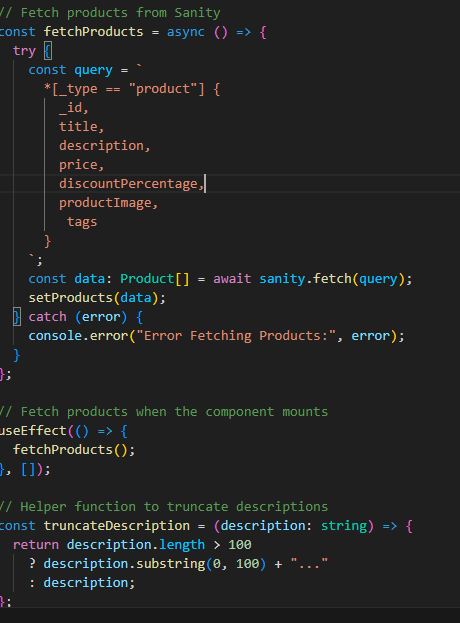 // Fetch products from Sanity
const fetchProducts = async () => {
try {
const query = `
*[_type == "product"] {
_id,
title,
description,
price,
discountPercentage,
productImage,
tags
}
`;
const data: Product[] = await sanity.fetch(query);
setProducts(data);
} catch (error) {
console.error("Error Fetching Products:", error);
}
};
// Fetch products when the component mounts
useEffect(() => {
fetchProducts();
}, []);
// Helper function to truncate descriptions
const truncateDescription = (description: string) => {
return description.length > 100
? description.substring(0, 100) + "..."
: description;
};